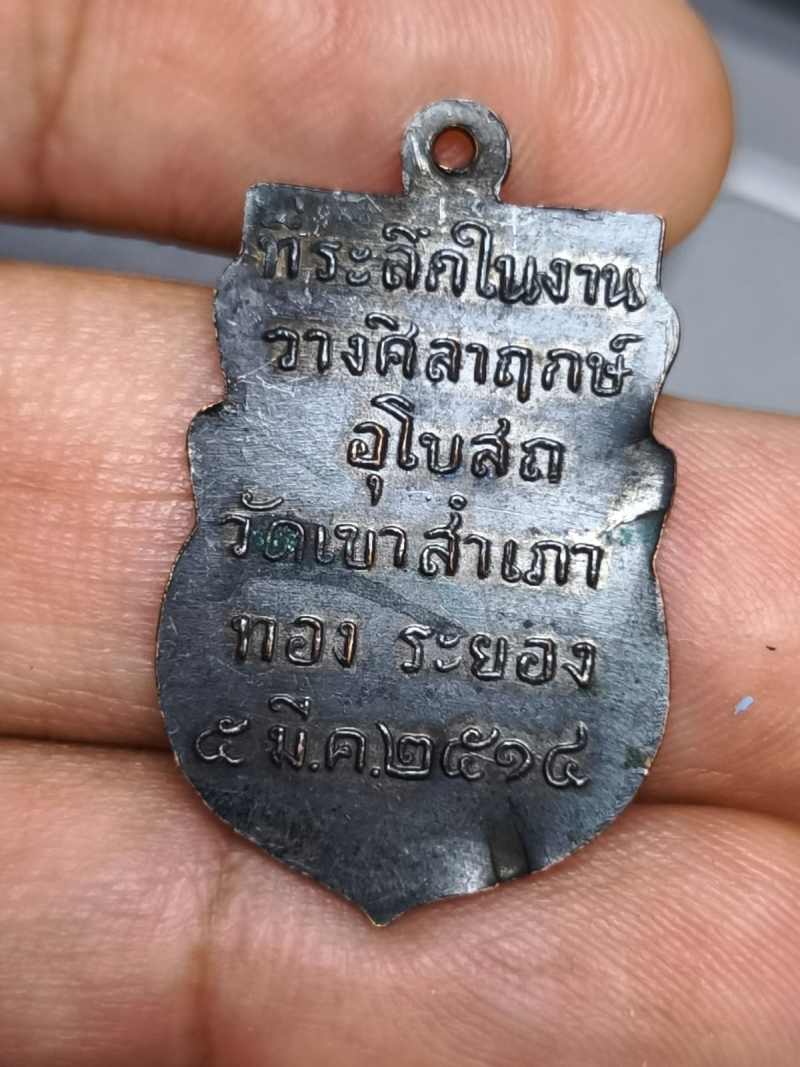 ที่ระลึกในงาน
วางศิลาฤกษ์
อุโบสถ
วัดเขาสำเภา
ทอง ระยอง
๕ มี.ค.๒๕๑๔